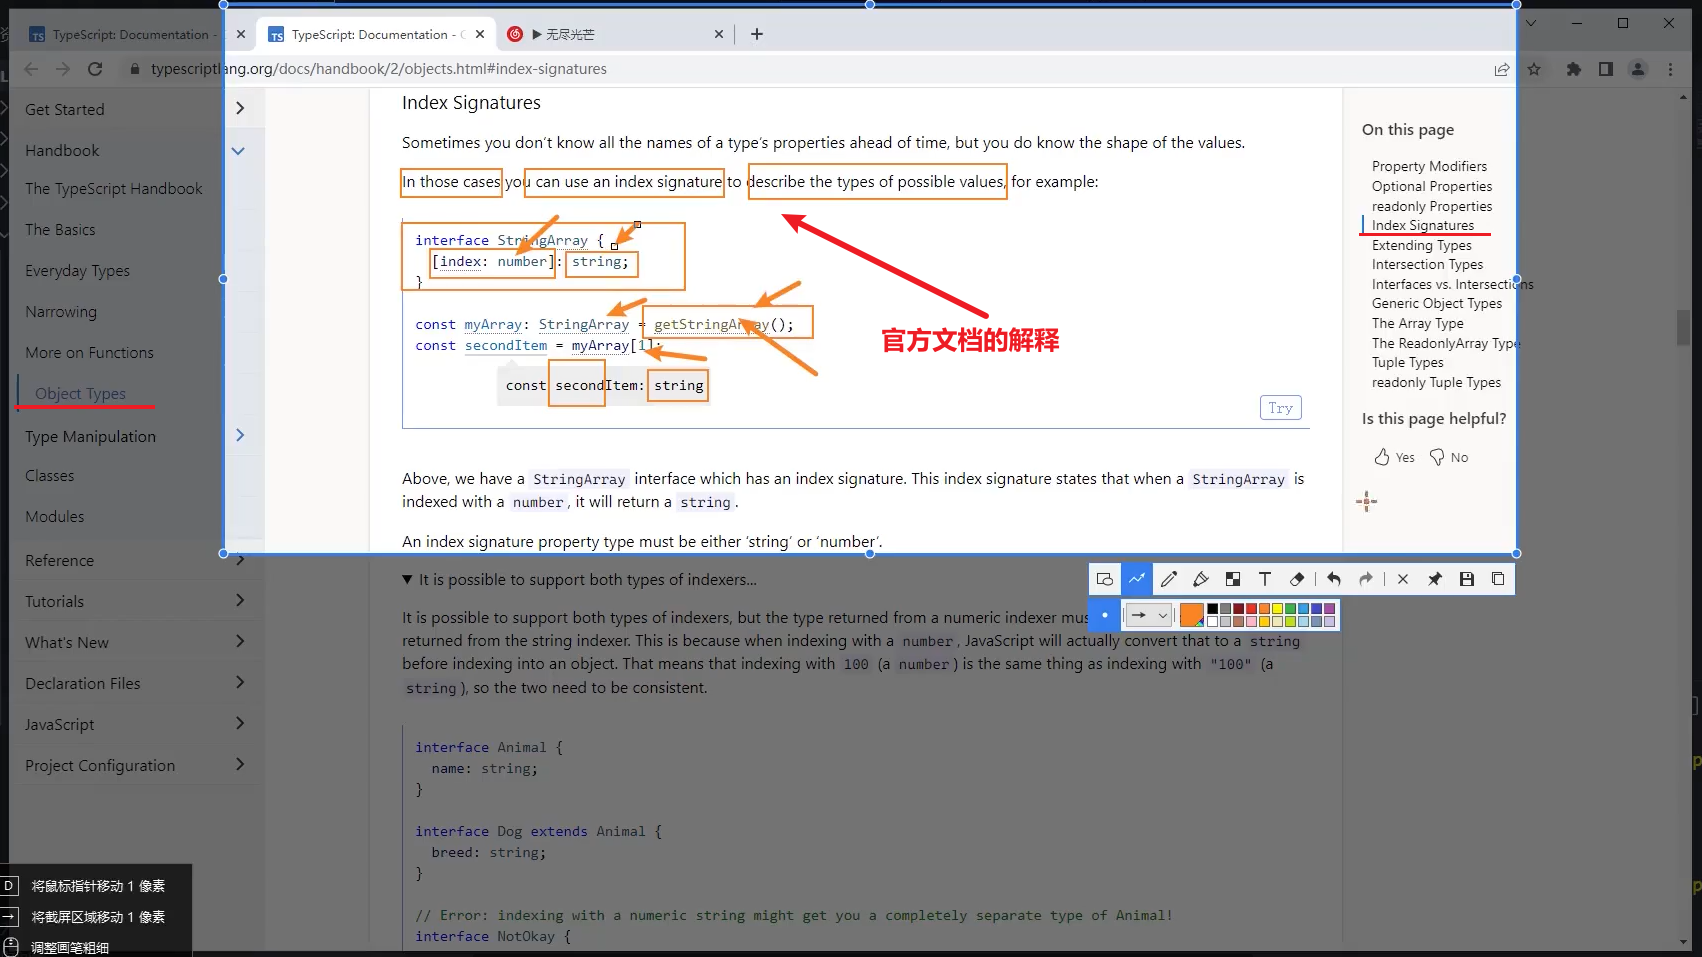 TypeScript: Documentation -
TypeScript: Documentation -
无尽光芒
typescriptlang.org/docs/handbook/2/objects.html#index-signatures
Get Started
Handbook
The TypeScript Handbook
The Basics
Everyday Types
Narrowing
More on Functions
Object Types
Type Manipulation
Classes
Modules
Reference
Tutorials
What's New
Declaration Files
JavaScript
Project Configuration
Index Signatures
Sometimes you don't know all the names of a type's properties ahead of time, but you do know the shape of the values.
In those cases you can use an index signature to describe the types of possible values, for example:
interface StringArray {
[index: number]: string;
}
const myArray: StringArray = getStringArray();
const secondItem = myArray[1];
const secondItem: string
Try
官方文档的解释
Above, we have a StringArray interface which has an index signature. This index signature states that when a StringArray is
indexed with a number, it will return a string.
An index signature property type must be either 'string' or 'number'.
▼ It is possible to support both types of indexers...
It is possible to support both types of indexers, but the type returned from a numeric indexer mus
returned from the string indexer. This is because when indexing with a number, JavaScript will actually convert that to a string
before indexing into an object. That means that indexing with 100 (a number) is the same thing as indexing with "100" (a
string), so the two need to be consistent.
interface Animal {
name: string;
}
interface Dog extends Animal {
breed: string;
}
// Error: indexing with a numeric string might get you a completely separate type of Animal!
interface NotOkay {
On this page
Property Modifiers
Optional Properties
readonly Properties
Index Signatures
Extending Types
Intersection Types
Interfaces vs. Intersections
Generic Object Types
The Array Type
The ReadonlyArray Type
Tuple Types
readonly Tuple Types
Is this page helpful?
Yes No
D 将鼠标指针移动 1 像素
→ 将截屏区域移动 1 像素
调整画笔粗细